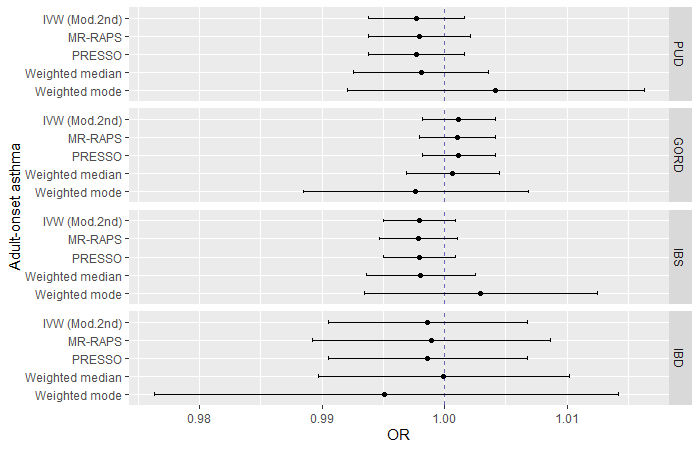 Adult-onset asthma
IVW (Mod.2nd)
MR-RAPS
PRESSO
Weighted median
Weighted mode
PUD
IVW (Mod.2nd)
MR-RAPS
PRESSO
Weighted median
Weighted mode
GORD
IVW (Mod.2nd)
MR-RAPS
PRESSO
Weighted median
Weighted mode
IBS
IVW (Mod.2nd)
MR-RAPS
PRESSO
Weighted median
Weighted mode
IBD
0.98 0.99 1.00 1.01
OR